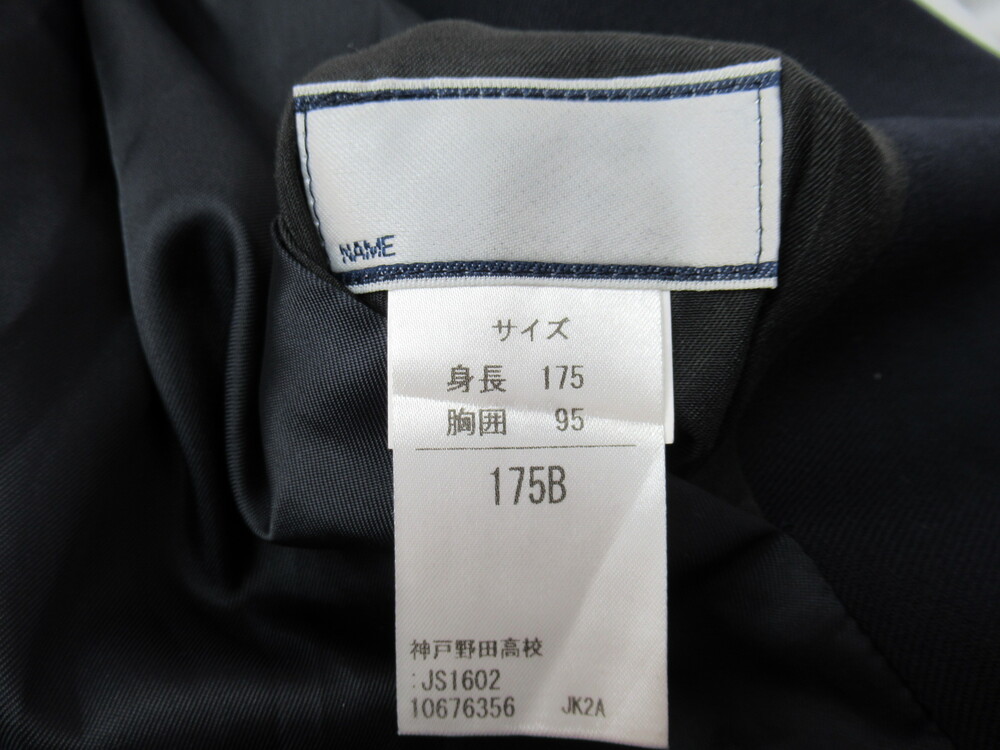 NAME
サイズ
身長 175
胸囲 95
175B
神戸野田高校
:JS1602
10676356 JK2A